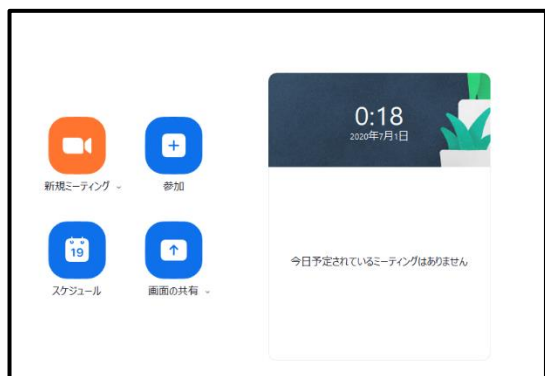 新規ミーティング
参加
19
スケジュール
画面の共有
0:18
2020年7月1日
今日予定されているミーティングはありません